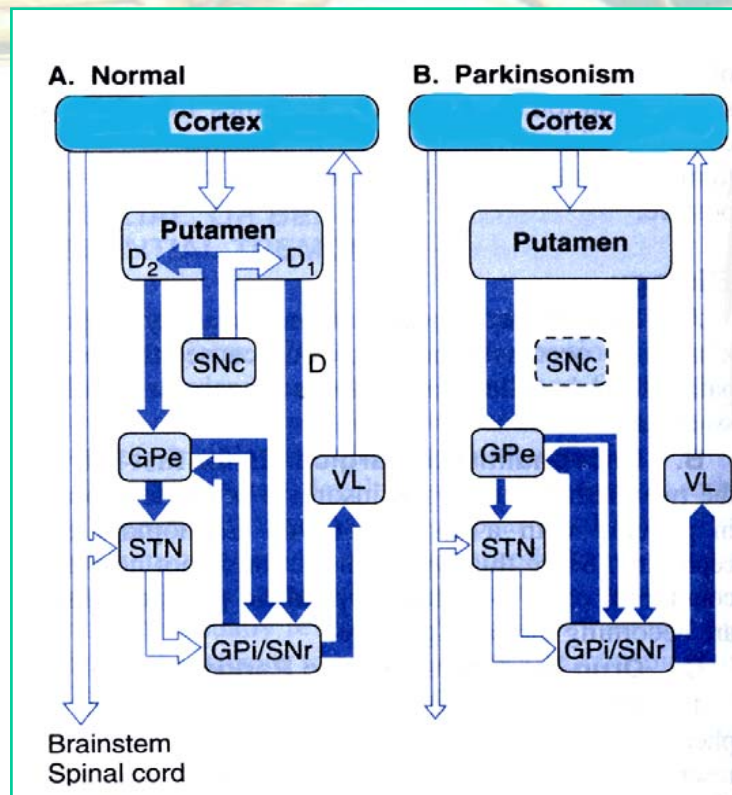 A. Normal
Cortex
Putamen
D2
D1
SNc
D
GPe
VL
STN
GPi/SNr
Brainstem
Spinal cord
B. Parkinsonism
Cortex
Putamen
SNc
GPe
VL
STN
GPi/SNr